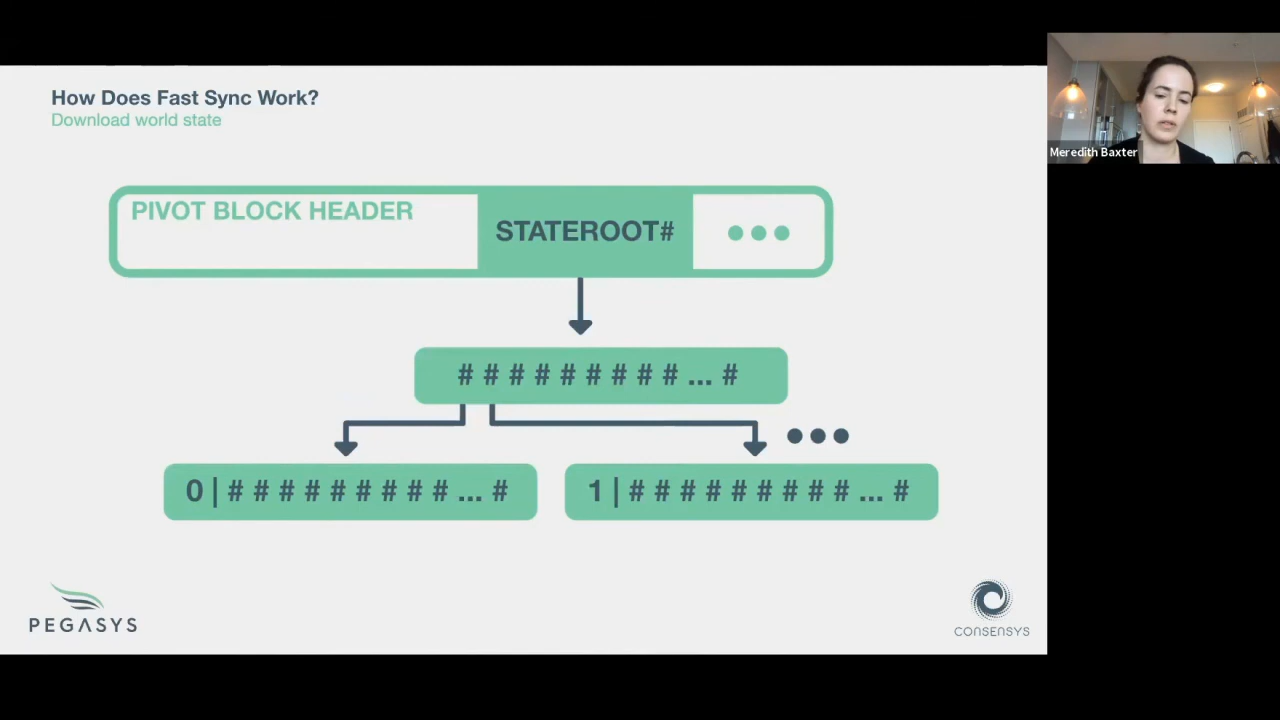 How Does Fast Sync Work?
Download world state
Meredith Baxter
PIVOT BLOCK HEADER
STATEROOT#
# # # # # # # # # ... #
0 | # # # # # # # # # ... #
1 | # # # # # # # # # ... #
PEGASYS
CONSENSYS